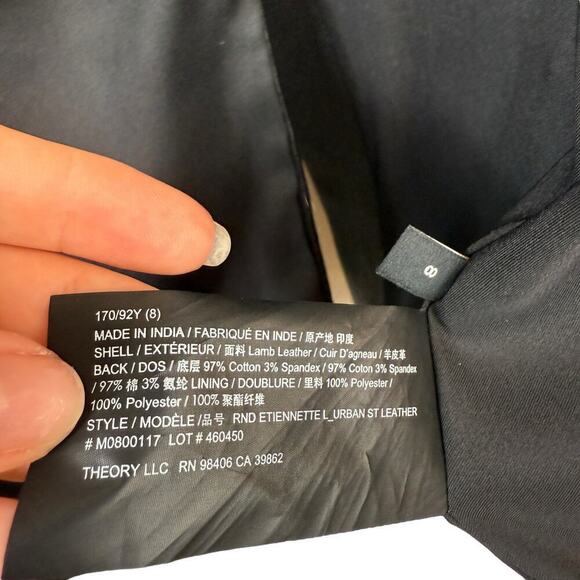 170/92Y (8)
MADE IN INDIA / FABRIQUÉ EN INDE / 原产地 印度
SHELL / EXTÉRIEUR / 面料 Lamb Leather / Cuir D'agneau / 羊皮革
BACK / DOS / 底层 97% Cotton 3% Spandex / 97% Coton 3% Spandex
/ 97% 棉 3% 氨纶 LINING / DOUBLURE / 里料 100% Polyester /
100% Polyester / 100% 聚酯纤维
STYLE / MODÈLE / 品号 RND ETIENNETTE L_URBAN ST LEATHER
# M0800117 LOT # 460450
THEORY LLC RN 98406 CA 39862
8